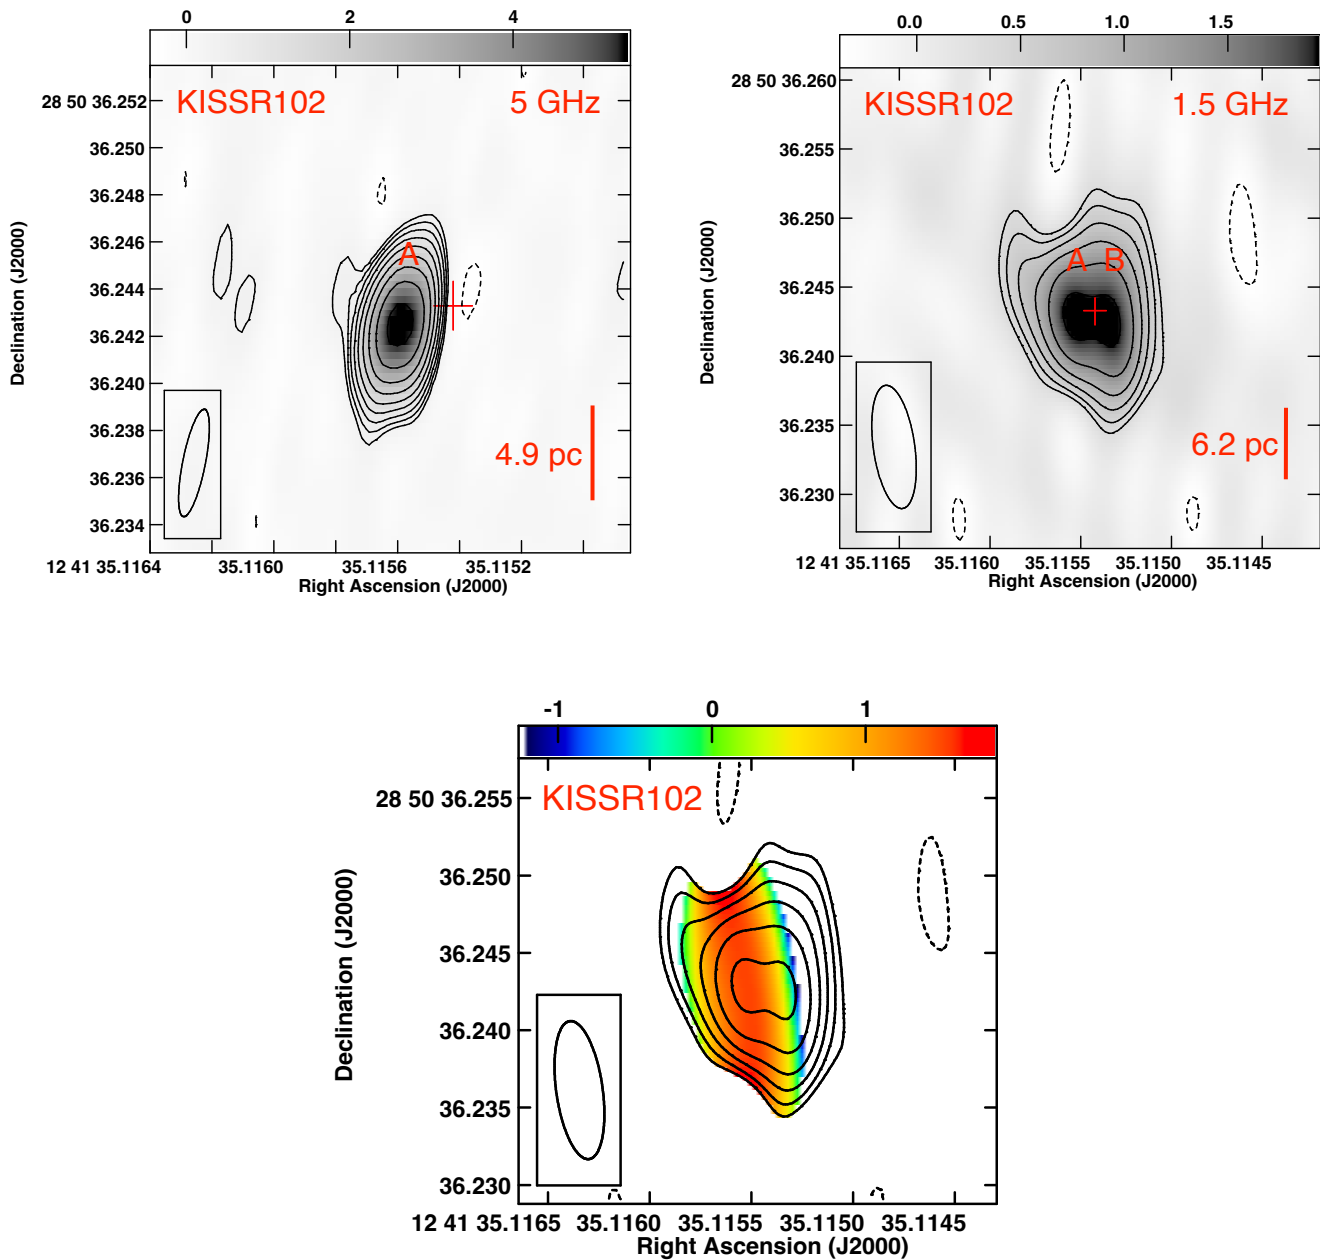 0 2 4
KISSR102 5 GHz
A
4.9 pc
28 50 36.252
36.250
36.248
36.246
36.244
36.242
36.240
36.238
36.236
36.234
Declination (J2000)
12 41 35.1164 35.1160 35.1156 35.1152
Right Ascension (J2000)
0.0 0.5 1.0 1.5
KISSR102 1.5 GHz
A B
6.2 pc
28 50 36.260
36.255
36.250
36.245
36.240
36.235
36.230
Declination (J2000)
12 41 35.1165 35.1160 35.1155 35.1150 35.1145
Right Ascension (J2000)
-1 0 1
KISSR102
28 50 36.255
36.250
36.245
36.240
36.235
36.230
Declination (J2000)
12 41 35.1165 35.1160 35.1155 35.1150 35.1145
Right Ascension (J2000)